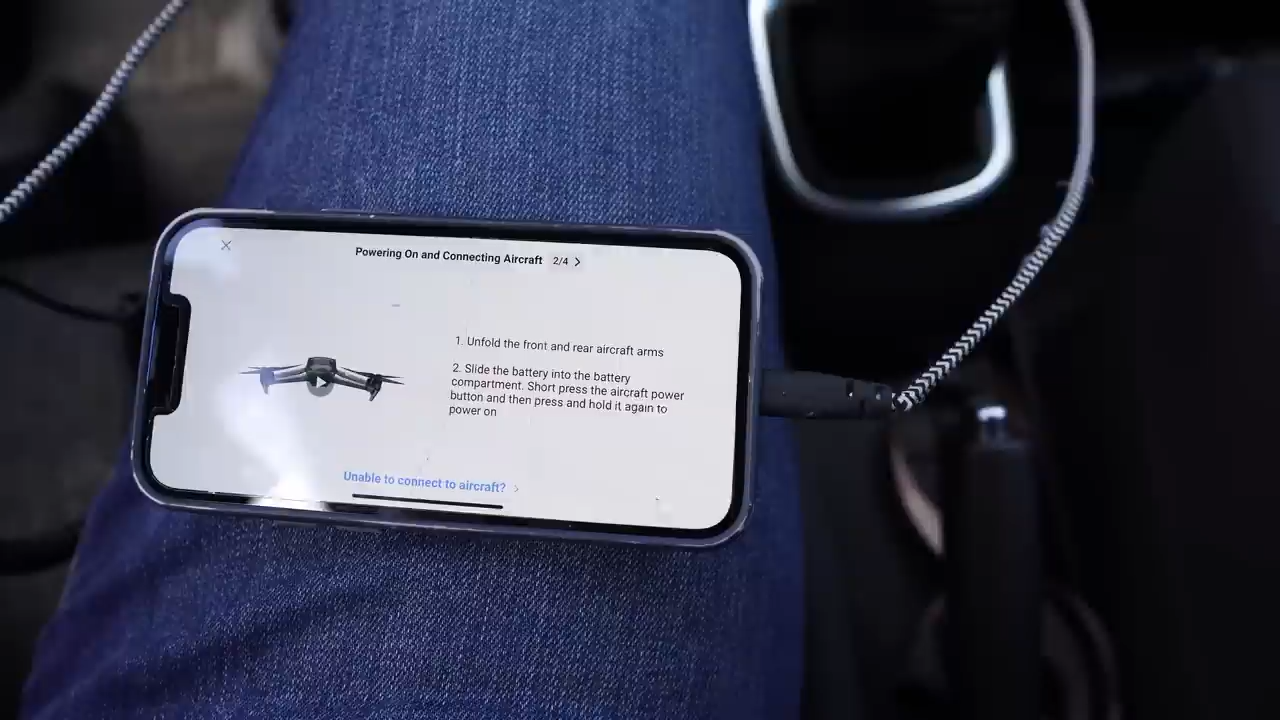 Powering On and Connecting Aircraft 2/4 >
1. Unfold the front and rear aircraft arms
2. Slide the battery into the battery
compartment. Short press the aircraft power
button and then press and hold it again to
power on
Unable to connect to aircraft? >